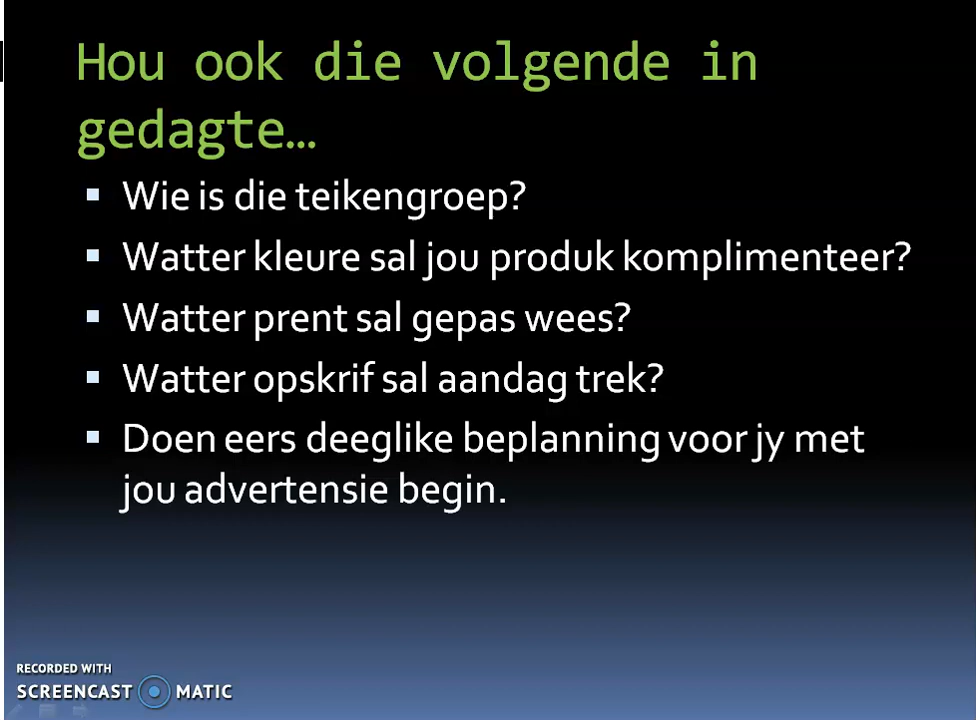 Hou ook die volgende in
gedagte…
▪ Wie is die teikengroep?
▪ Watter kleure sal jou produk komplimenteer?
▪ Watter prent sal gepas wees?
▪ Watter opskrif sal aandag trek?
▪ Doen eers deeglike beplanning voor jy met
jou advertensie begin.
RECORDED WITH
SCREENCAST MATIC